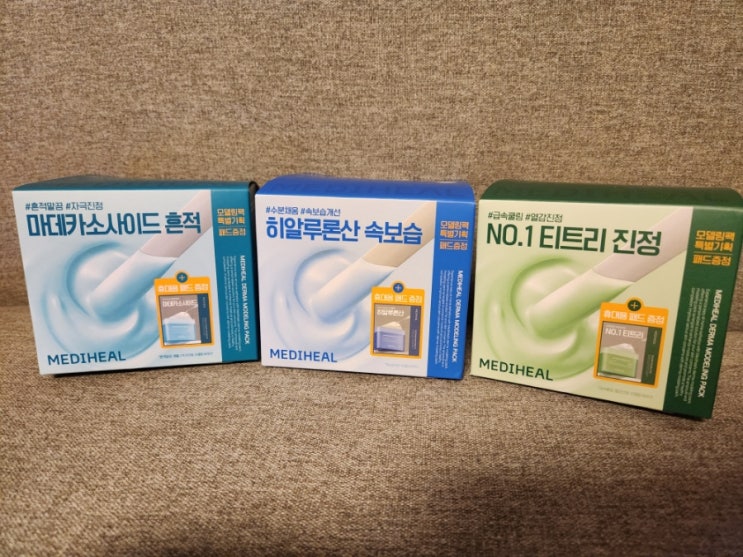 #흔적말끔 #자극진정
마데카소사이드 흔적
모델링팩
특별기획
패드증정
+
휴대용 패드 증정
마데카소사이드
MEDIHEAL DERMA MODELING PACK
MEDIHEAL
#수분채움 #속보습개선
히알루론산 속보습
모델링팩
특별기획
패드증정
+
휴대용 패드 증정
히알루론산
MEDIHEAL DERMA MODELING PACK
MEDIHEAL
#급속쿨링 #열감진정
NO.1 티트리 진정
모델링팩
특별기획
패드증정
+
휴대용 패드 증정
NO.1 티트리
MEDIHEAL DERMA MODELING PACK
MEDIHEAL